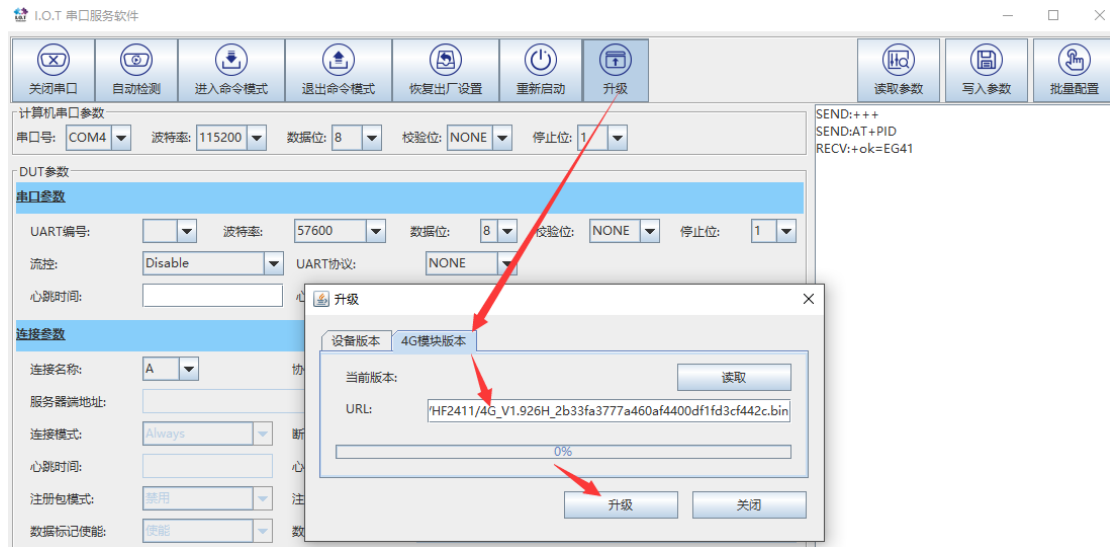 I.O.T 串口服务软件
关闭串口 自动检测 进入命令模式 退出命令模式 恢复出厂设置 重新启动 升级 读取参数 写入参数 批量配置
计算机串口参数
串口号: COM4 波特率: 115200 数据位: 8 校验位: NONE 停止位: 1
SEND:+++
SEND:AT+PID
RECV:+ok=EG41
DUT参数
串口参数
UART编号: 波特率: 57600 数据位: 8 校验位: NONE 停止位: 1
流控: Disable UART协议: NONE
心跳时间: 心
连接参数
连接名称: A 协
服务器端地址:
连接模式: Always 断
心跳时间: 心
注册包模式: 禁用 注
数据标记使能: 使能 数
升级
设备版本 4G模块版本
当前版本: 读取
URL: /HF2411/4G_V1.926H_2b33fa3777a460af4400df1fd3cf442c.bin
0%
升级 关闭